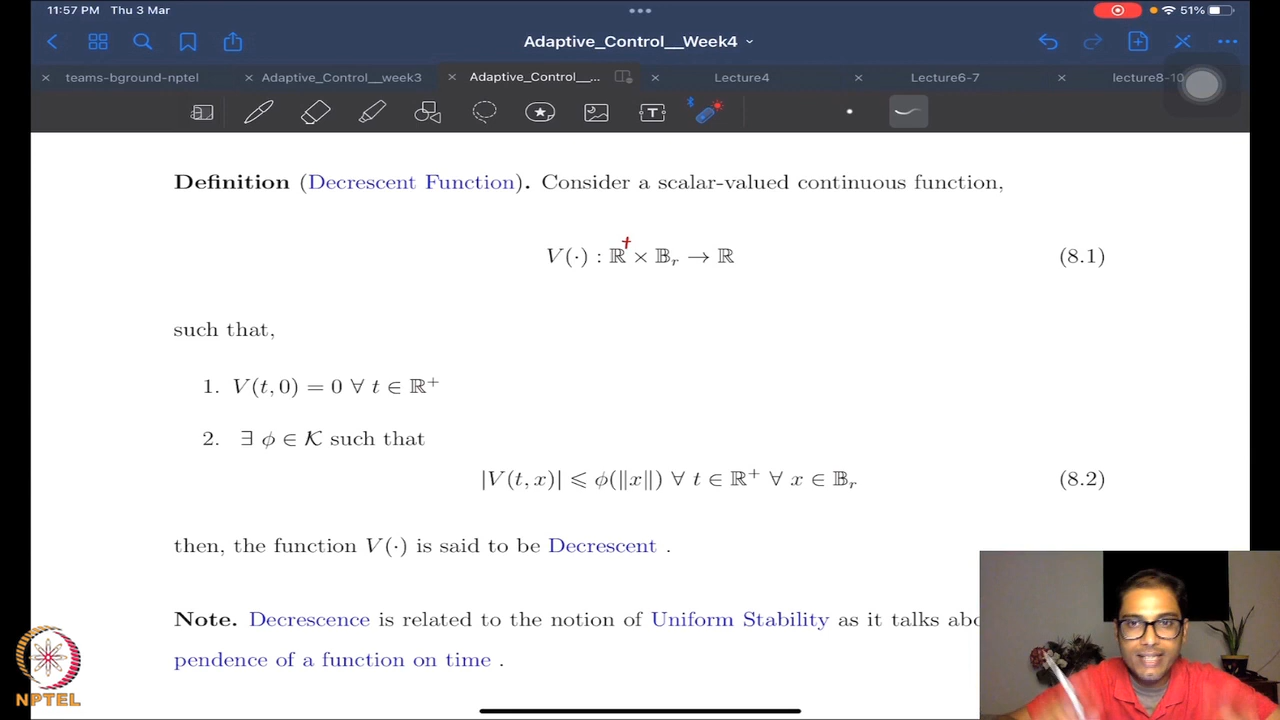 11:57 PM Thu 3 Mar
51%
Adaptive_Control__Week4
teams-bground-nptel
Adaptive_Control__week3
Adaptive_Control__...
Lecture4
Lecture6-7
lecture8-10
Definition (Decrescent Function). Consider a scalar-valued continuous function,
V(·) : ℝ⁺ × 𝔹ᵣ → ℝ (8.1)
such that,
1. V(t, 0) = 0 ∀ t ∈ ℝ⁺
2. ∃ ϕ ∈ 𝒦 such that
|V(t, x)| ⩽ ϕ(‖x‖) ∀ t ∈ ℝ⁺ ∀ x ∈ 𝔹ᵣ (8.2)
then, the function V(·) is said to be Decrescent .
Note. Decrescence is related to the notion of Uniform Stability as it talks
pendence of a function on time .
NPTEL